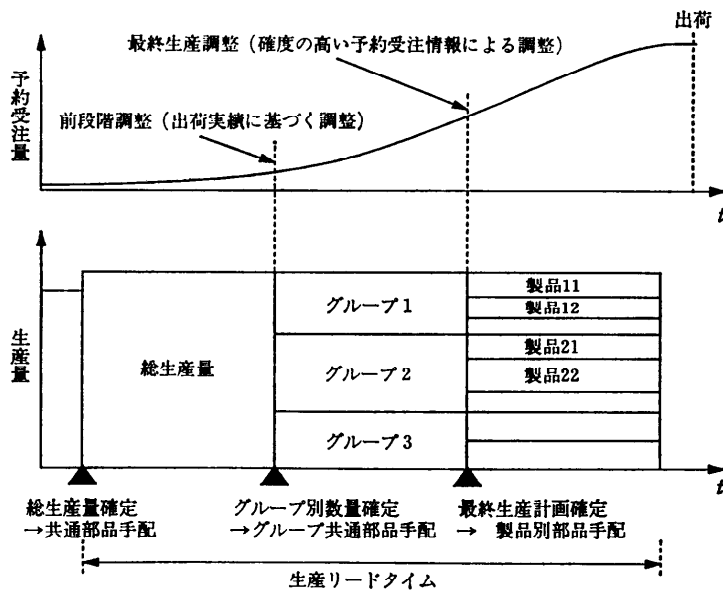 出荷
最終生産調整（確度の高い予約受注情報による調整）
予約受注量
前段階調整（出荷実績に基づく調整）
t
生産量
総生産量
グループ1
グループ2
グループ3
製品11
製品12
製品21
製品22
t
総生産量確定
→共通部品手配
グループ別数量確定
→グループ共通部品手配
最終生産計画確定
→ 製品別部品手配
生産リードタイム